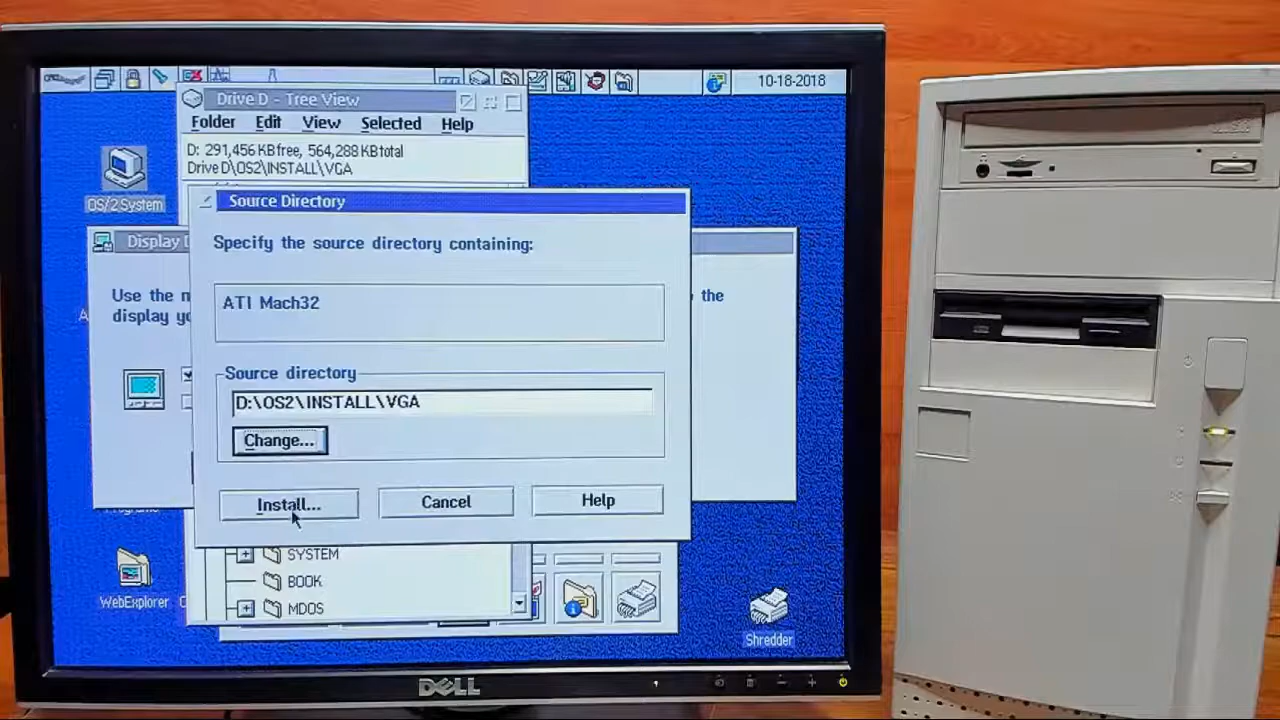 10-18-2018
Drive D - Tree View
Folder Edit View Selected Help
D: 291,456 KB free, 564,288 KB total
Drive D\OS2\INSTALL\VGA
OS/2 System
Source Directory
Specify the source directory containing:
Display
Use the
the
display
ATI Mach32
A
Source directory
D:\OS2\INSTALL\VGA
Change...
Install...
Cancel
Help
SYSTEM
BOOK
MDOS
WebExplorer
Shredder
DELL